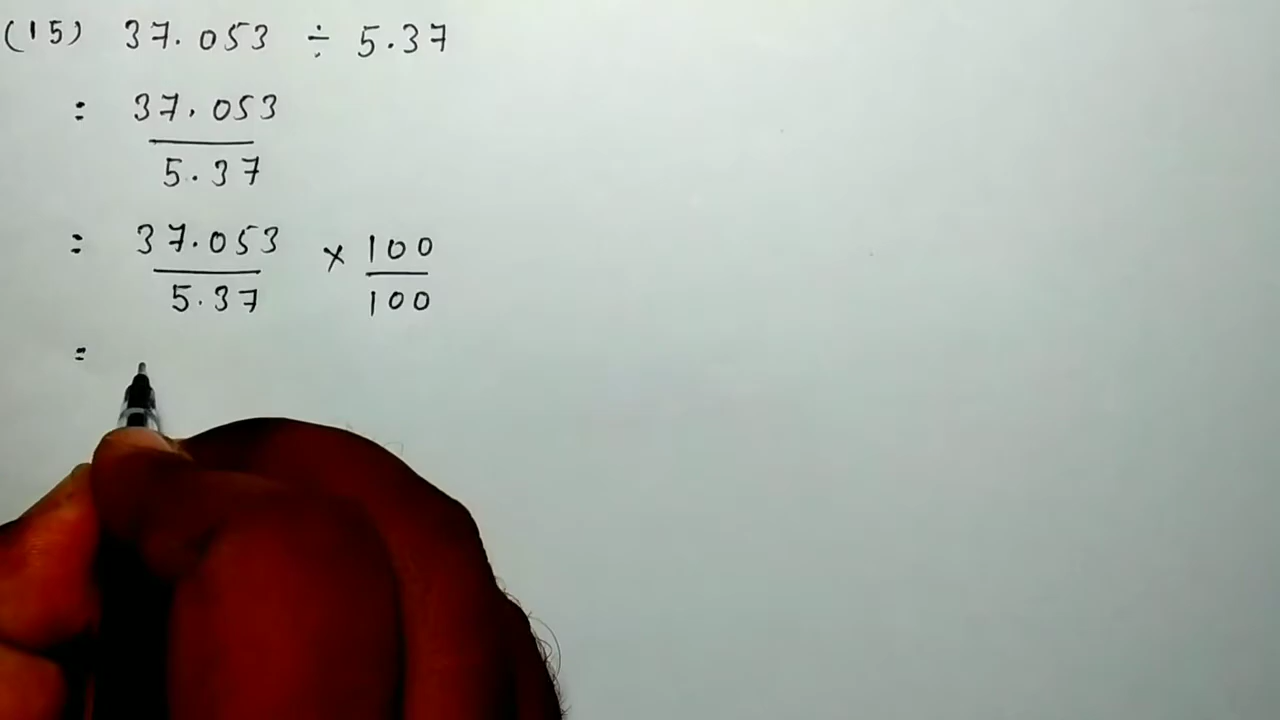 (15) 37.053 ÷ 5.37
: 37.053
5.37
: 37.053 × 100
5.37 100
=